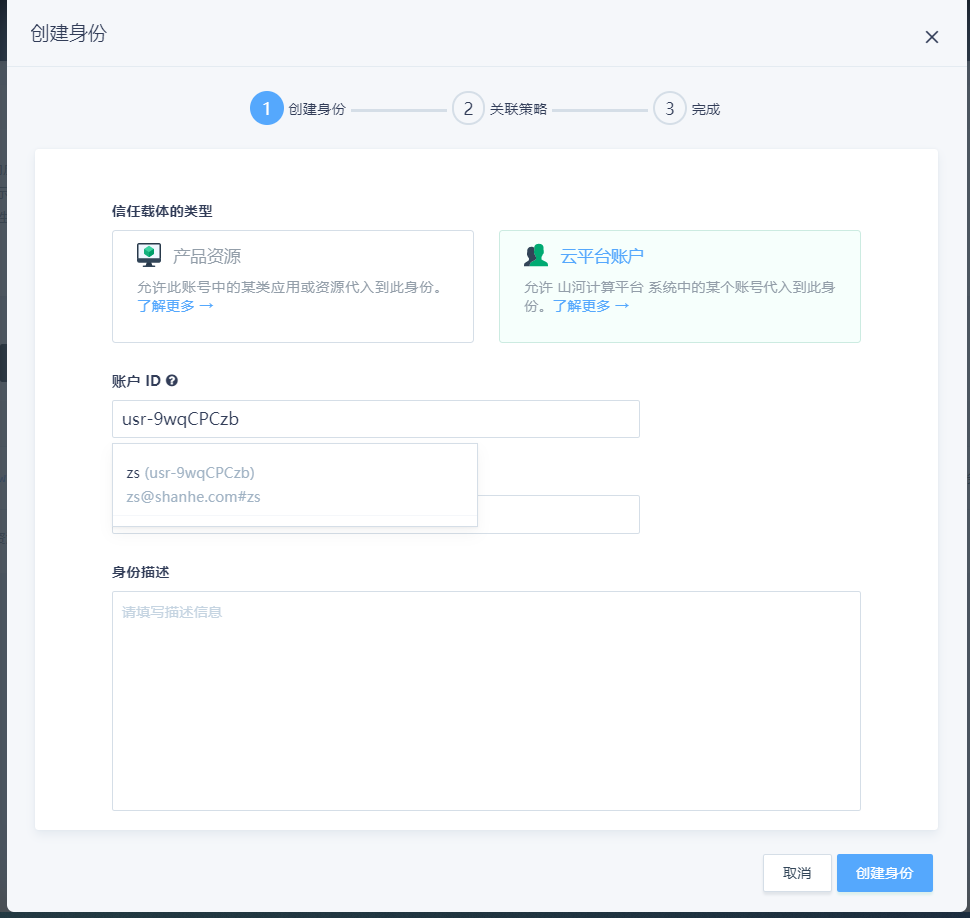 创建身份
1 创建身份 2 关联策略 3 完成
信任载体的类型
产品资源
允许此账号中的某类应用或资源代入到此身份。
了解更多 →
云平台账户
允许 山河计算平台 系统中的某个账号代入到此身
份。了解更多 →
账户 ID
usr-9wqCPCzb
zs (usr-9wqCPCzb)
zs@shanhe.com#zs
身份描述
请填写描述信息
取消
创建身份